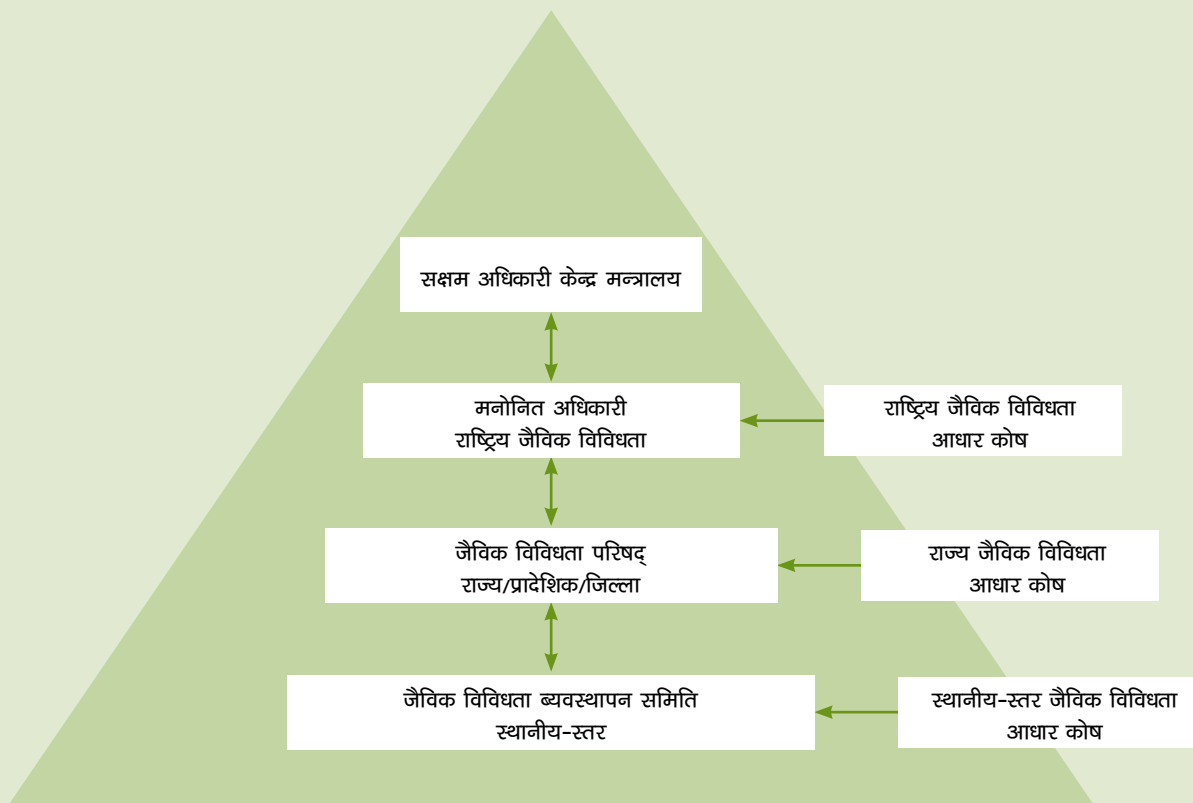 सक्षम अधिकारी केन्द्र मन्त्रालय
मनोनित अधिकारी
राष्ट्रिय जैविक विविधता
राष्ट्रिय जैविक विविधता
आधार कोष
जैविक विविधता परिषद्
राज्य/प्रादेशिक/जिल्ला
राज्य जैविक विविधता
आधार कोष
जैविक विविधता ब्यवस्थापन समिति
स्थानीय-स्तर
स्थानीय-स्तर जैविक विविधता
आधार कोष